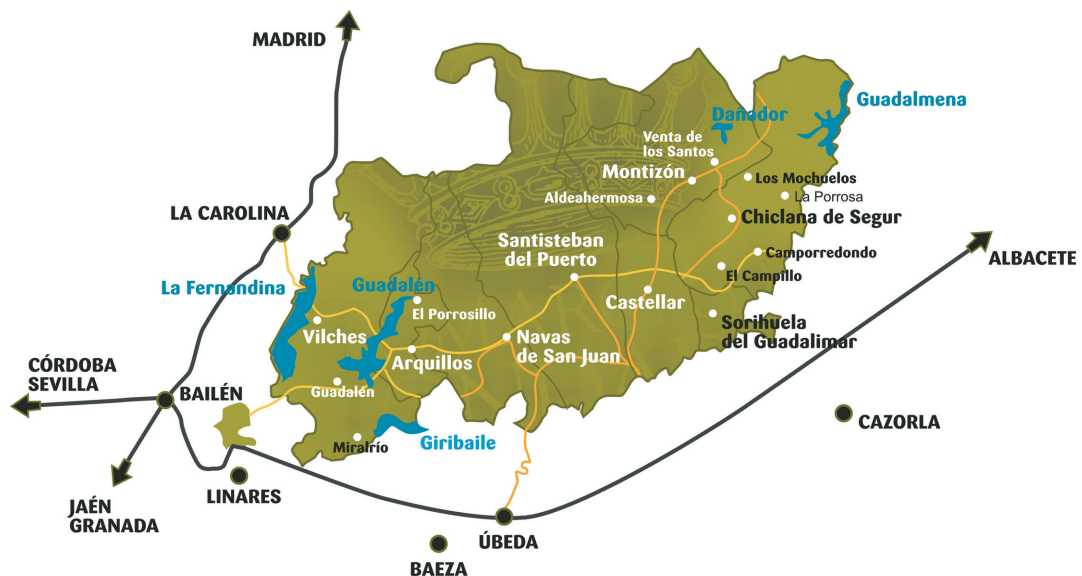 MADRID
Guadalmena
Dañador
Venta de
los Santos
Montizón
Los Mochuelos
Aldeahermosa
La Porrosa
LA CAROLINA
Chiclana de Segur
Santisteban
del Puerto
Camporredondo
ALBACETE
El Campillo
La Fernandina
Guadalén
El Porrosillo
Castellar
Sorihuela
del Guadalimar
Vilches
Navas
de San Juan
Arquillos
CÓRDOBA
SEVILLA
BAILÉN
Guadalén
CAZORLA
Miralrío
Giribaile
LINARES
JAÉN
GRANADA
ÚBEDA
BAEZA